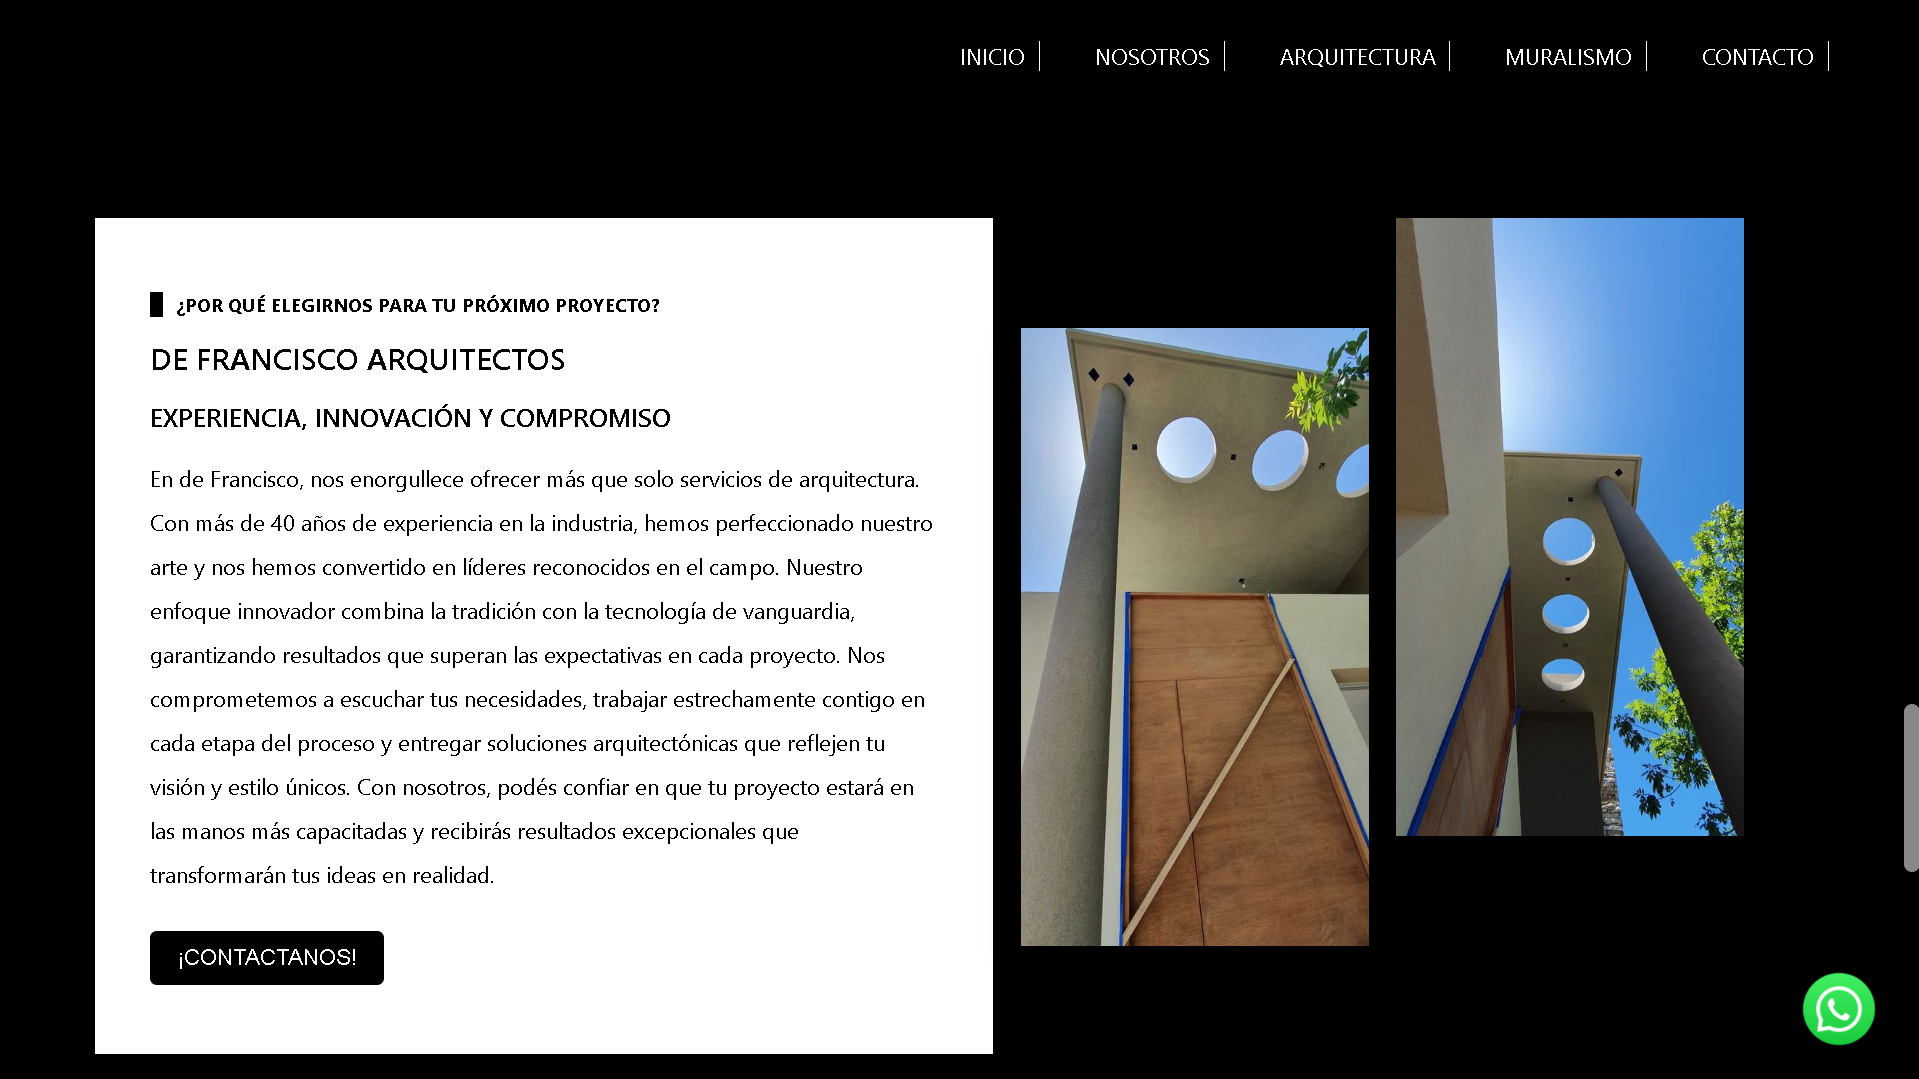 INICIO NOSOTROS ARQUITECTURA MURALISMO CONTACTO
¿POR QUÉ ELEGIRNOS PARA TU PRÓXIMO PROYECTO?
DE FRANCISCO ARQUITECTOS
EXPERIENCIA, INNOVACIÓN Y COMPROMISO
En de Francisco, nos enorgullece ofrecer más que solo servicios de arquitectura.
Con más de 40 años de experiencia en la industria, hemos perfeccionado nuestro
arte y nos hemos convertido en líderes reconocidos en el campo. Nuestro
enfoque innovador combina la tradición con la tecnología de vanguardia,
garantizando resultados que superan las expectativas en cada proyecto. Nos
comprometemos a escuchar tus necesidades, trabajar estrechamente contigo en
cada etapa del proceso y entregar soluciones arquitectónicas que reflejen tu
visión y estilo únicos. Con nosotros, podés confiar en que tu proyecto estará en
las manos más capacitadas y recibirás resultados excepcionales que
transformarán tus ideas en realidad.
¡CONTACTANOS!